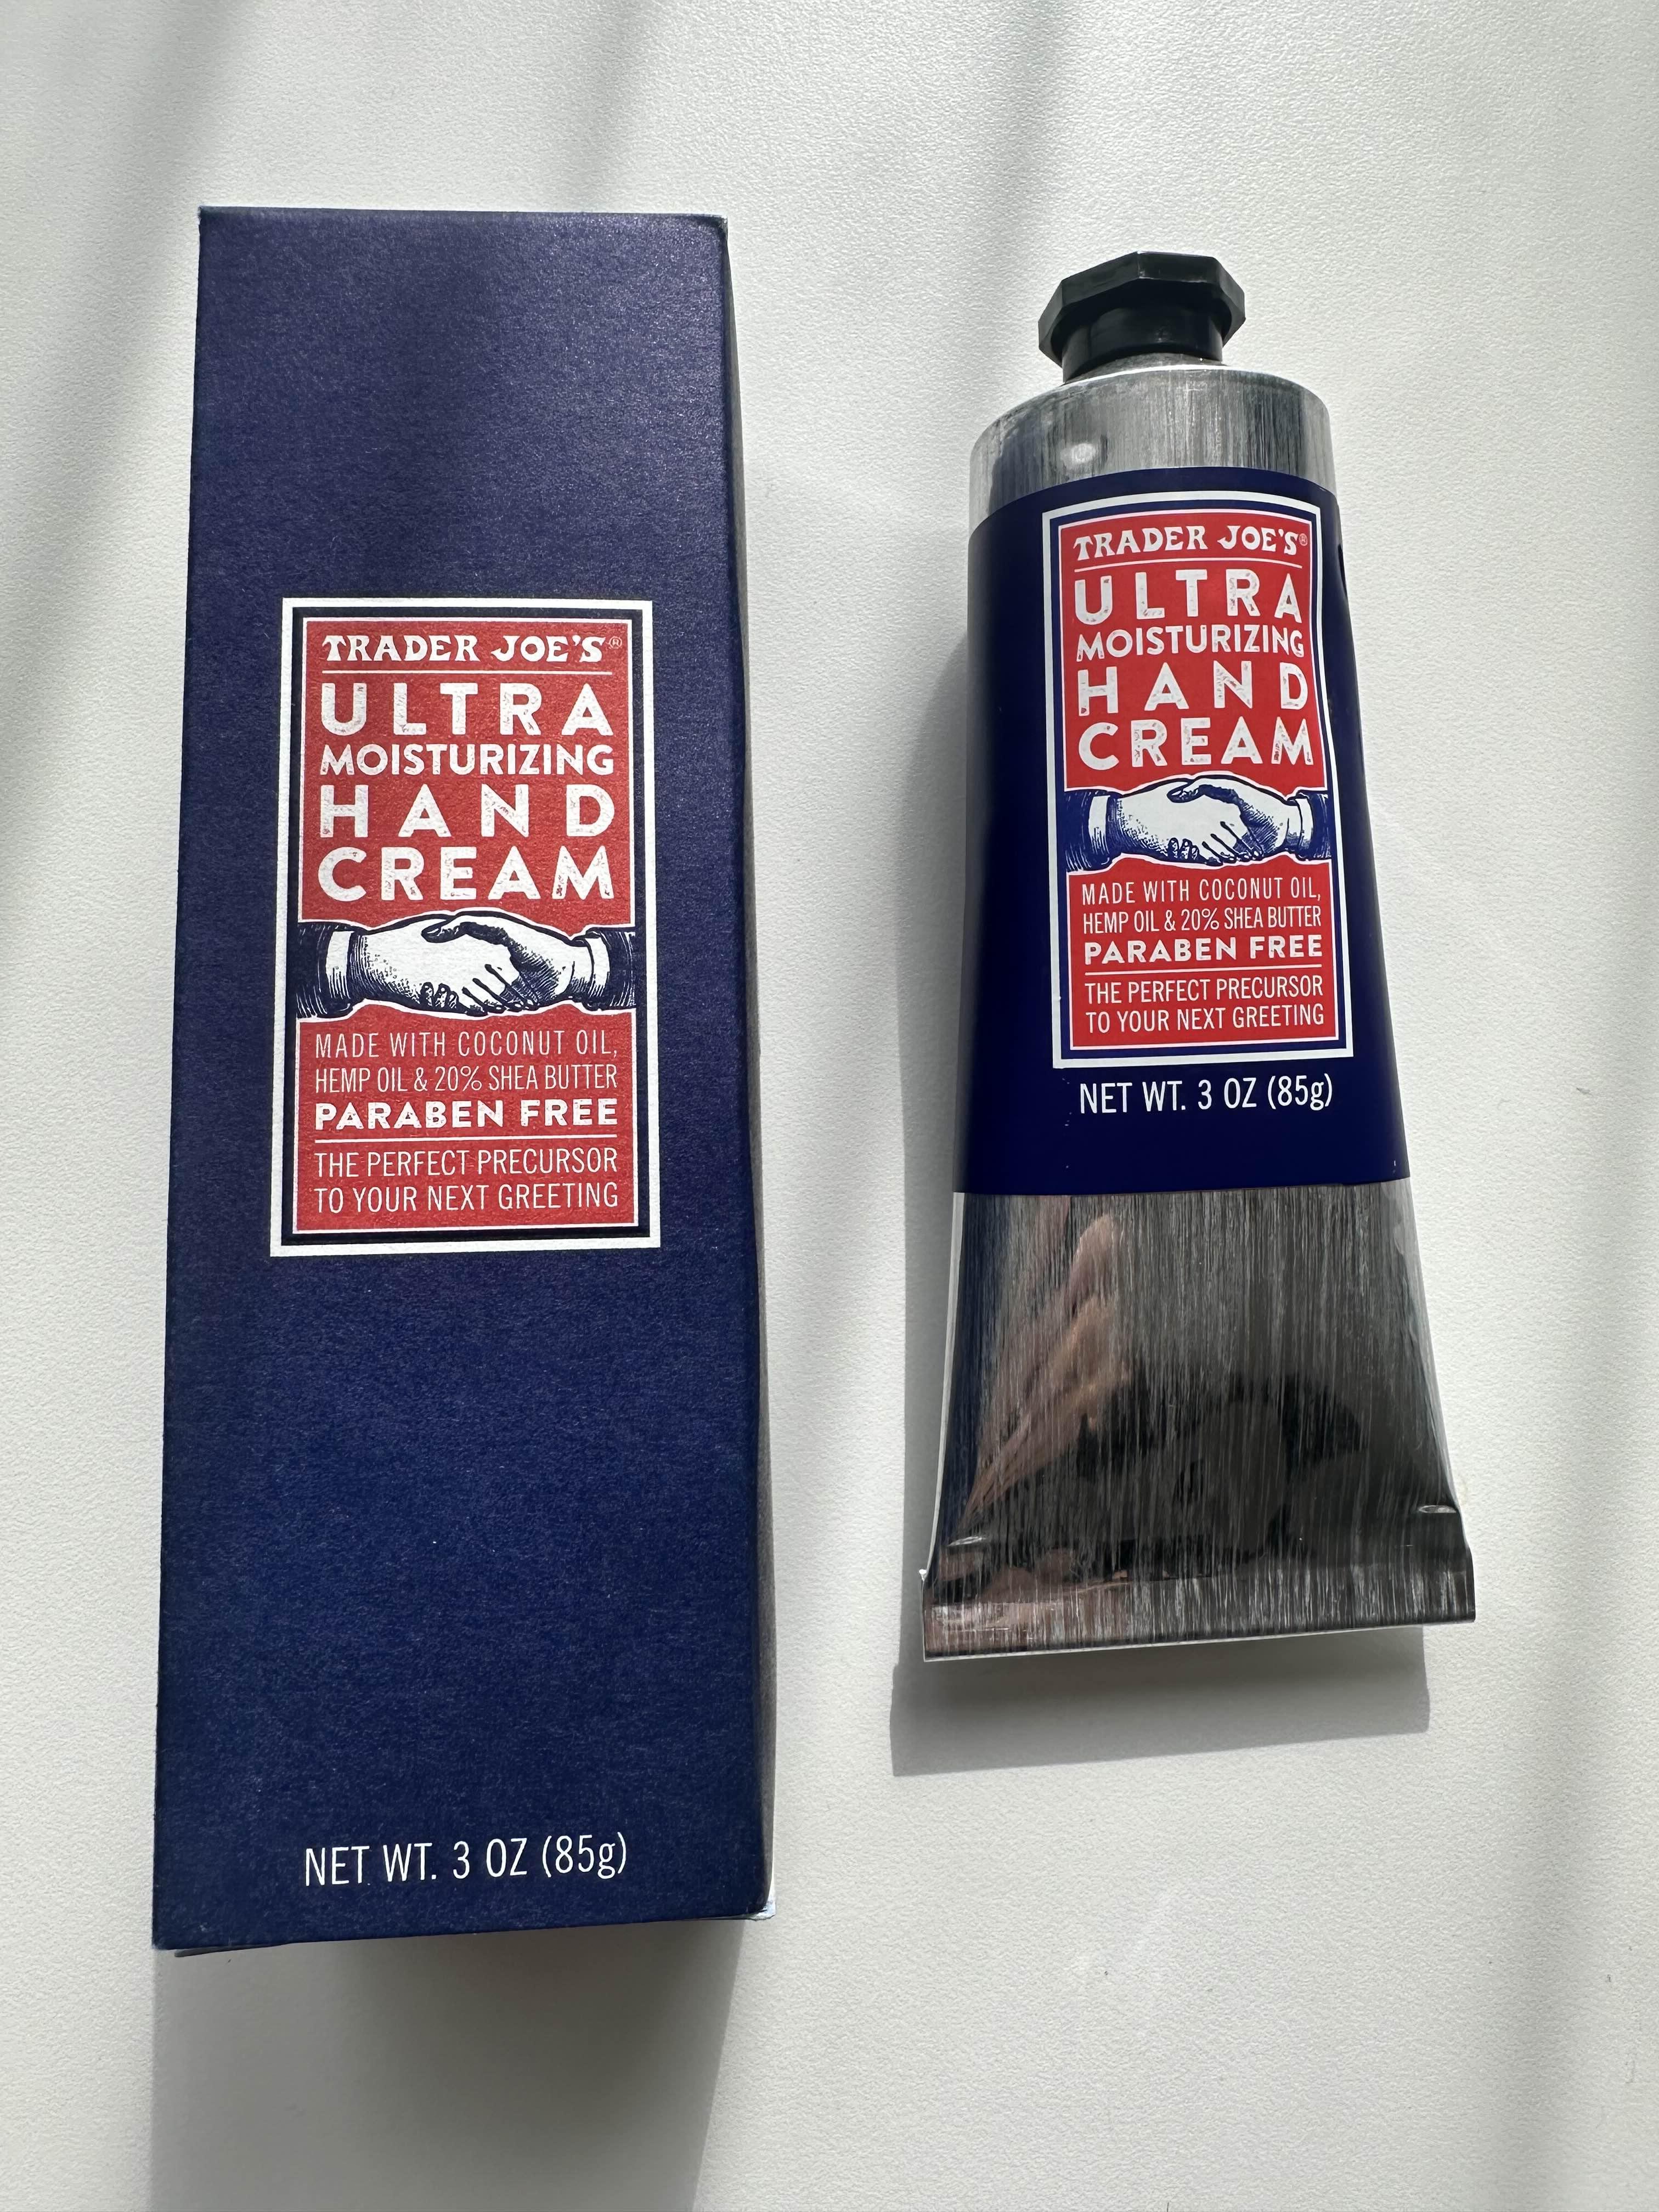 TRADER JOE'S®
ULTRA
MOISTURIZING
HAND
CREAM
MADE WITH COCONUT OIL,
HEMP OIL & 20% SHEA BUTTER
PARABEN FREE
THE PERFECT PRECURSOR
TO YOUR NEXT GREETING
NET WT. 3 OZ (85g)
TRADER JOE'S®
ULTRA
MOISTURIZING
HAND
CREAM
MADE WITH COCONUT OIL,
HEMP OIL & 20% SHEA BUTTER
PARABEN FREE
THE PERFECT PRECURSOR
TO YOUR NEXT GREETING
NET WT. 3 OZ (85g)